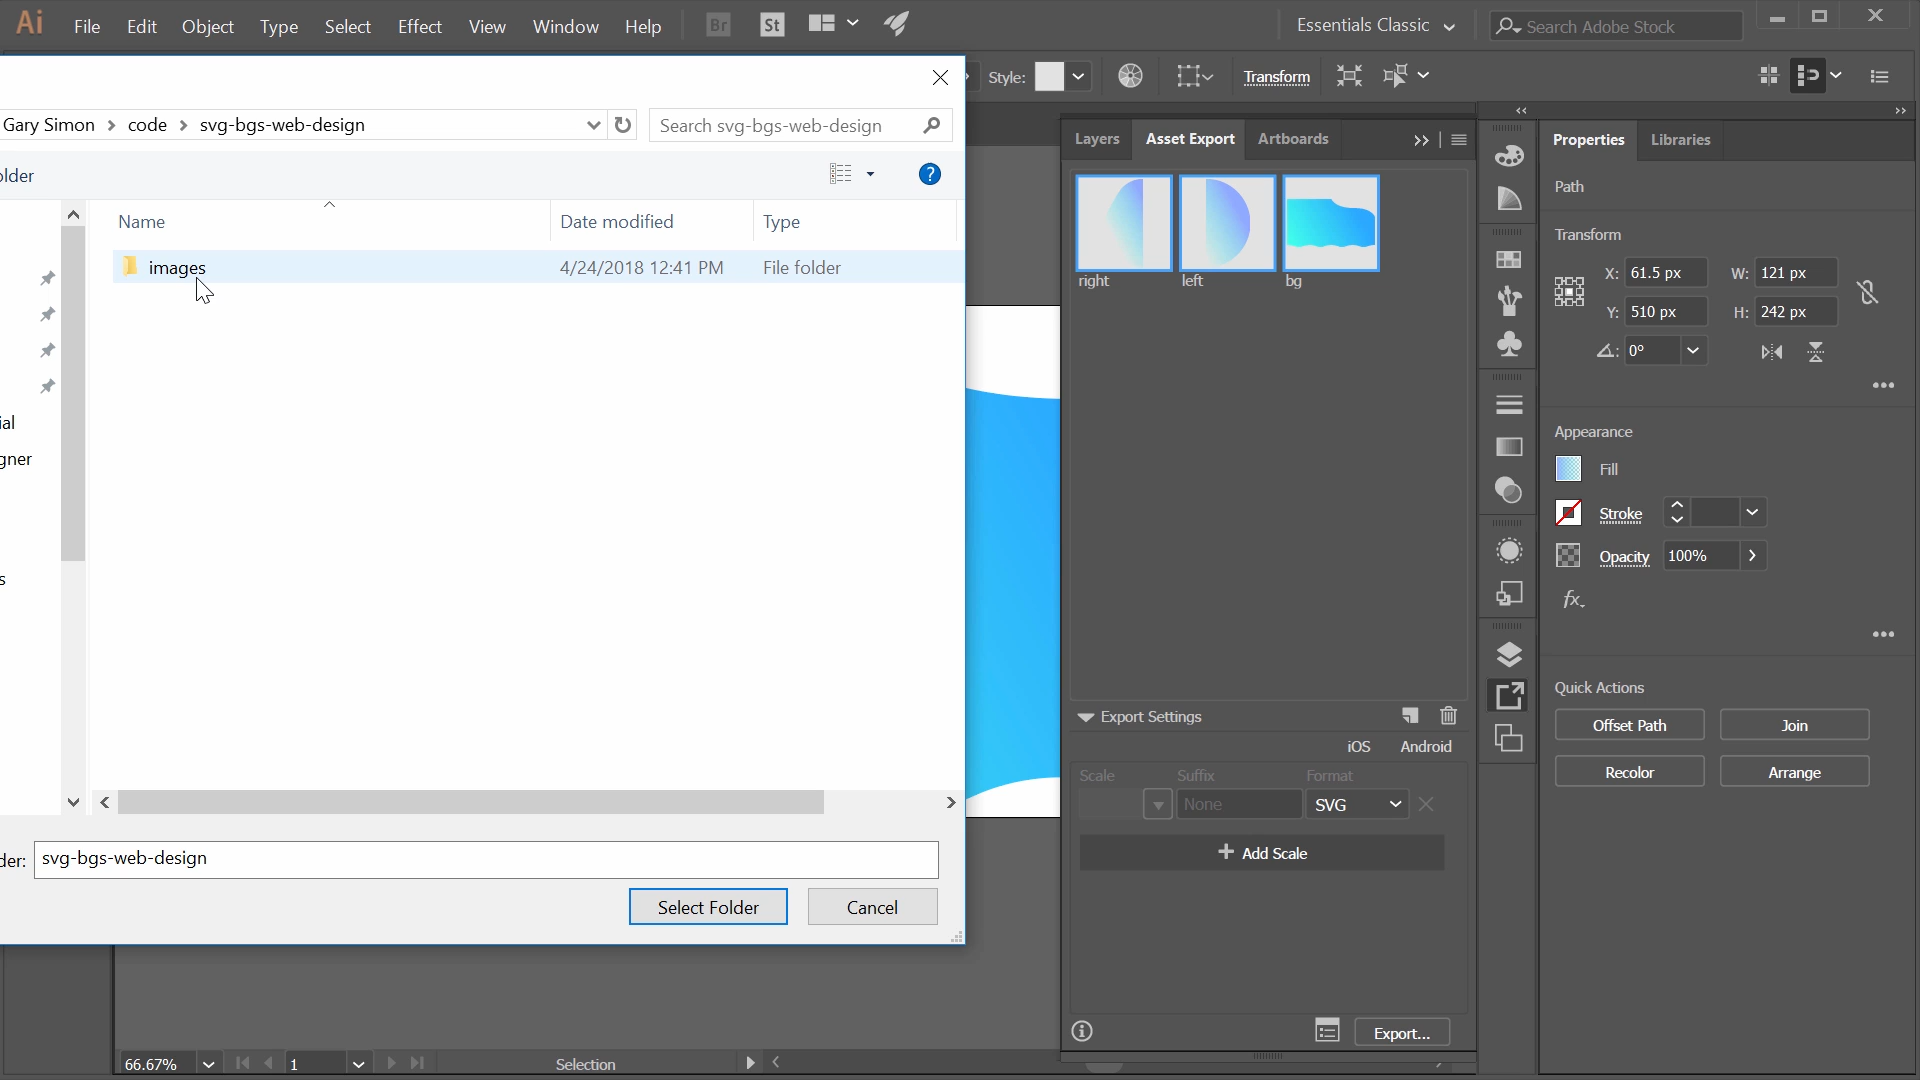 Ai File Edit Object Type Select Effect View Window Help Br St Essentials Classic Search Adobe Stock
Style: Transform
Gary Simon > code > svg-bgs-web-design Search svg-bgs-web-design
older
Name Date modified Type
images 4/24/2018 12:41 PM File folder
ial
gner
s
der: svg-bgs-web-design
Select Folder Cancel
66.67% 1 Selection
Layers Asset Export Artboards
right left bg
Export Settings
iOS Android
Scale Suffix Format
None SVG
+ Add Scale
Export...
Properties Libraries
Path
Transform
X: 61.5 px W: 121 px
Y: 510 px H: 242 px
0°
Appearance
Fill
Stroke
Opacity 100%
fx
Quick Actions
Offset Path Join
Recolor Arrange